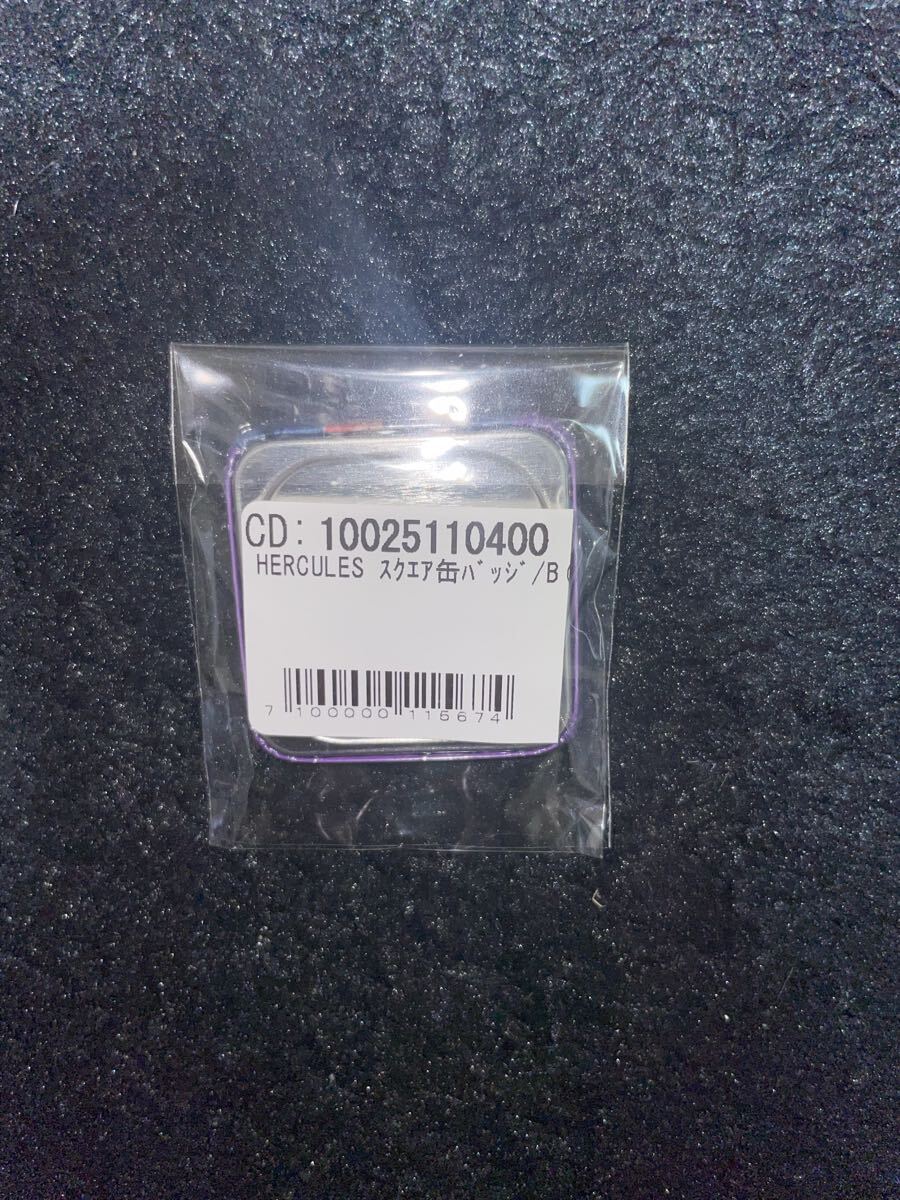 CD: 10025110400
HERCULES ｽｸｴｱ缶ﾊﾞｯｼﾞ/B
7 100000 115674